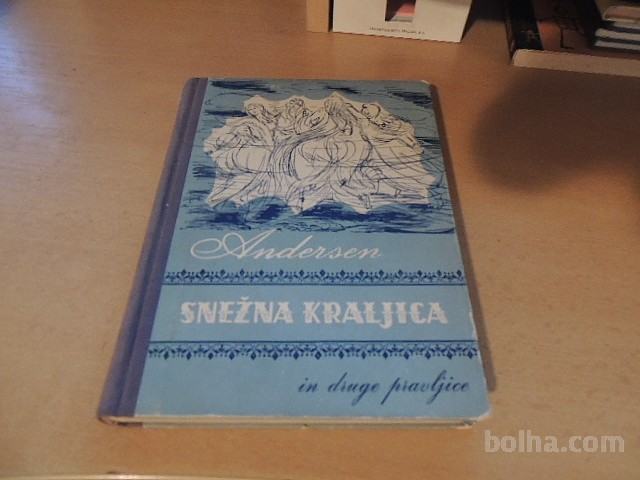 Andersen
SNEŽNA KRALJICA
in druge pravljice
bolha.com